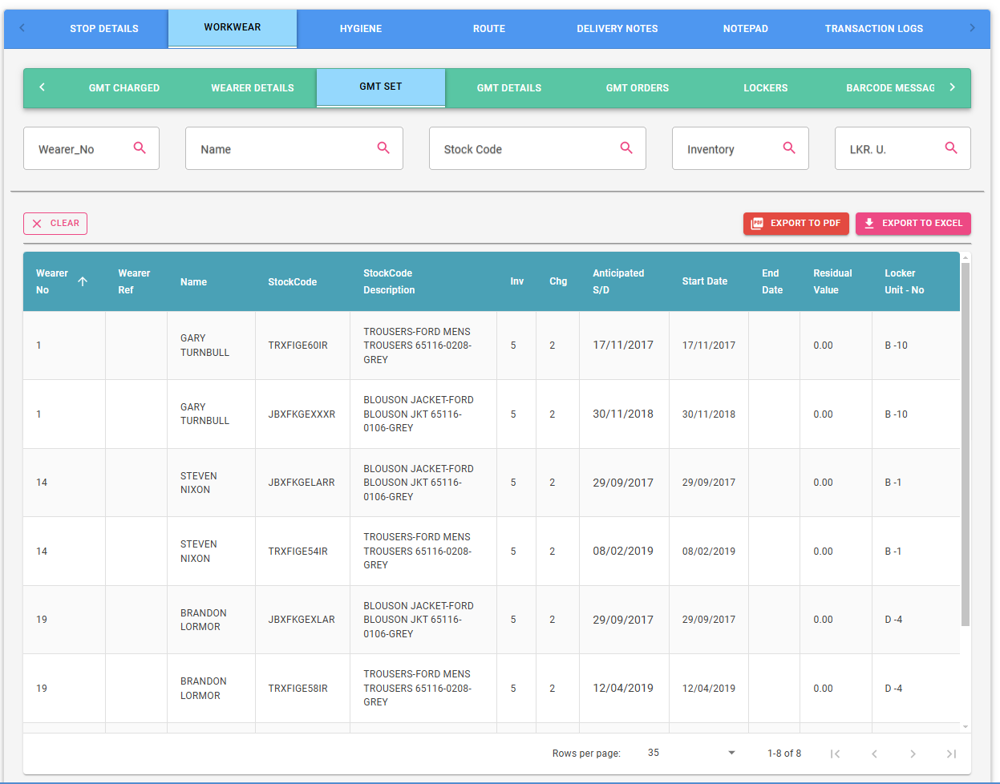 STOP DETAILS WORKWEAR HYGIENE ROUTE DELIVERY NOTES NOTEPAD TRANSACTION LOGS
GMT CHARGED WEARER DETAILS GMT SET GMT DETAILS GMT ORDERS LOCKERS BARCODE MESSAG
Wearer_No Name Stock Code Inventory LKR. U.
CLEAR EXPORT TO PDF EXPORT TO EXCEL
Wearer No Wearer Ref Name StockCode StockCode Description Inv Chg Anticipated S/D Start Date End Date Residual Value Locker Unit - No
1 GARY TURNBULL TRXFIGE60IR TROUSERS-FORD MENS TROUSERS 65116-0208-GREY 5 2 17/11/2017 17/11/2017 0.00 B -10
1 GARY TURNBULL JBXFKGEXXXR BLOUSON JACKET-FORD BLOUSON JKT 65116-0106-GREY 5 2 30/11/2018 30/11/2018 0.00 B -10
14 STEVEN NIXON JBXFKGELARR BLOUSON JACKET-FORD BLOUSON JKT 65116-0106-GREY 5 2 29/09/2017 29/09/2017 0.00 B -1
14 STEVEN NIXON TRXFIGE54IR TROUSERS-FORD MENS TROUSERS 65116-0208-GREY 5 2 08/02/2019 08/02/2019 0.00 B -1
19 BRANDON LORMOR JBXFKGEXLAR BLOUSON JACKET-FORD BLOUSON JKT 65116-0106-GREY 5 2 29/09/2017 29/09/2017 0.00 D -4
19 BRANDON LORMOR TRXFIGE58IR TROUSERS-FORD MENS TROUSERS 65116-0208-GREY 5 2 12/04/2019 12/04/2019 0.00 D -4
Rows per page: 35 1-8 of 8